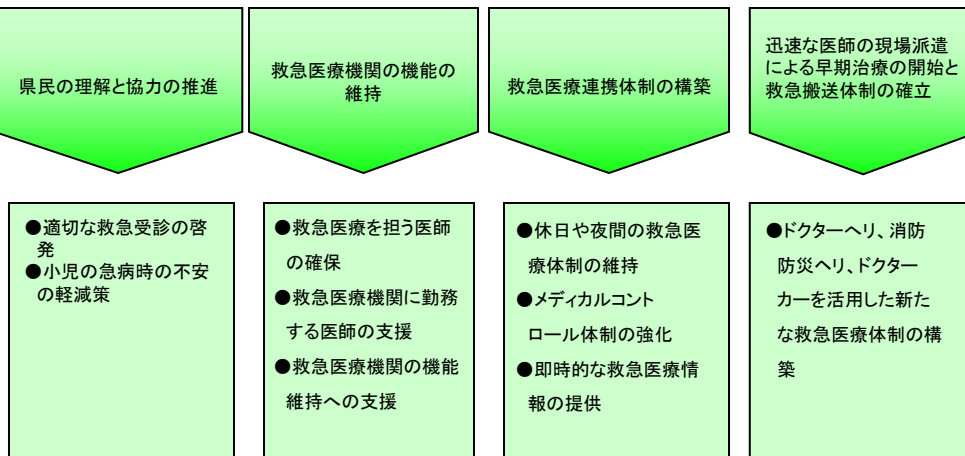 県民の理解と協力の推進
救急医療機関の機能の
維持
救急医療連携体制の構築
迅速な医師の現場派遣
による早期治療の開始と
救急搬送体制の確立
●適切な救急受診の啓
発
●小児の急病時の不安
の軽減策
●救急医療を担う医師
の確保
●救急医療機関に勤務
する医師の支援
●救急医療機関の機能
維持への支援
●休日や夜間の救急医
療体制の維持
●メディカルコント
ロール体制の強化
●即時的な救急医療情
報の提供
●ドクターヘリ、消防
防災ヘリ、ドクター
カーを活用した新た
な救急医療体制の構
築